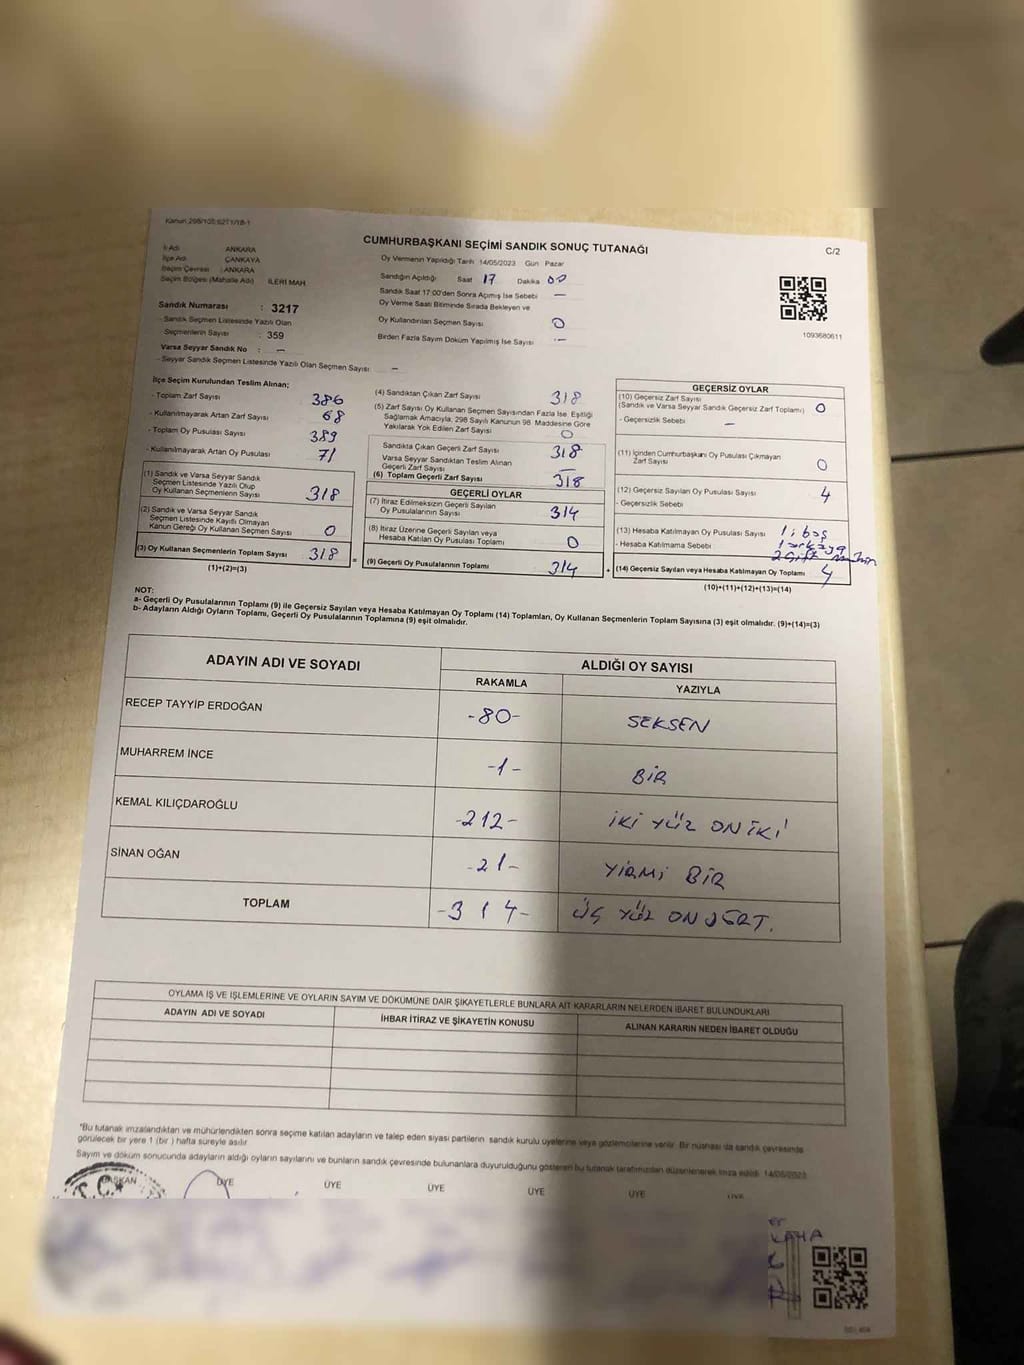 Kanun 298/105;6271/18-1
CUMHURBAŞKANI SEÇİMİ SANDIK SONUÇ TUTANAĞI
C/2
İl Adı ANKARA
İlçe Adı ÇANKAYA
Seçim Çevresi : ANKARA
Seçim Bölgesi (Mahalle Adı) İLERİ MAH
Sandık Numarası : 3217
- Sandık Seçmen Listesinde Yazılı Olan
Seçmenlerin Sayısı : 359
Varsa Seyyar Sandık No : -
- Seyyar Sandık Seçmen Listesinde Yazılı Olan Seçmen Sayısı : -
Oy Vermenin Yapıldığı Tarih 14/05/2023 Gün Pazar
Sandığın Açıldığı Saat 17 Dakika 00
Sandık Saat 17:00'den Sonra Açılmış İse Sebebi : -
Oy Verme Saati Bitiminde Sırada Bekleyen ve
Oy Kullandırılan Seçmen Sayısı : 0
Birden Fazla Sayım Döküm Yapılmış İse Sayısı : -
1093680611
İlçe Seçim Kurulundan Teslim Alınan;
- Toplam Zarf Sayısı : 386
- Kullanılmayarak Artan Zarf Sayısı : 68
- Toplam Oy Pusulası Sayısı : 389
- Kullanılmayarak Artan Oy Pusulası : 71
(1) Sandık ve Varsa Seyyar Sandık
Seçmen Listesinde Yazılı Olup
Oy Kullanan Seçmenlerin Sayısı : 318
(2) Sandık ve Varsa Seyyar Sandık
Seçmen Listesinde Kayıtlı Olmayan
Kanun Gereği Oy Kullanan Seçmen Sayısı : 0
(3) Oy Kullanan Seçmenlerin Toplam Sayısı : 318
(1)+(2)=(3)
(4) Sandıktan Çıkan Zarf Sayısı : 318
(5) Zarf Sayısı Oy Kullanan Seçmen Sayısından Fazla İse, Eşitliği
Sağlamak Amacıyla, 298 Sayılı Kanunun 98. Maddesine Göre
Yakılarak Yok Edilen Zarf Sayısı : 0
Sandıkta Çıkan Geçerli Zarf Sayısı : 318
Varsa Seyyar Sandıktan Teslim Alınan
Geçerli Zarf Sayısı : -
(6) Toplam Geçerli Zarf Sayısı : 318
GEÇERLİ OYLAR
(7) İtiraz Edilmeksizin Geçerli Sayılan
Oy Pusulalarının Sayısı : 314
(8) İtiraz Üzerine Geçerli Sayılan veya
Hesaba Katılan Oy Pusulası Toplamı : 0
= (9) Geçerli Oy Pusulalarının Toplamı : 314
GEÇERSİZ OYLAR
(10) Geçersiz Zarf Sayısı :
(Sandık ve Varsa Seyyar Sandık Geçersiz Zarf Toplamı) 0
- Geçersizlik Sebebi : -
(11) İçinden Cumhurbaşkanı Oy Pusulası Çıkmayan
Zarf Sayısı : 0
(12) Geçersiz Sayılan Oy Pusulası Sayısı : 4
- Geçersizlik Sebebi :
(13) Hesaba Katılmayan Oy Pusulası Sayısı : 1; boş
- Hesaba Katılmama Sebebi :
2 çift mühür
+ (14) Geçersiz Sayılan veya Hesaba Katılmayan Oy Toplamı : 4
(10)+(11)+(12)+(13)=(14)
NOT:
a- Geçerli Oy Pusulalarının Toplamı (9) ile Geçersiz Sayılan veya Hesaba Katılmayan Oy Toplamı (14) Toplamları, Oy Kullanan Seçmenlerin Toplam Sayısına (3) eşit olmalıdır. (9)+(14)=(3)
b- Adayların Aldığı Oyların Toplamı, Geçerli Oy Pusulalarının Toplamına (9) eşit olmalıdır.
ADAYIN ADI VE SOYADI
ALDIĞI OY SAYISI
RAKAMLA YAZIYLA
RECEP TAYYİP ERDOĞAN -80- SEKSEN
MUHARREM İNCE -1- BİR
KEMAL KILIÇDAROĞLU -212- İKİ YÜZ ON İKİ
SİNAN OĞAN -21- YİRMİ BİR
TOPLAM -314- ÜÇ YÜZ ON DÖRT.
OYLAMA İŞ VE İŞLEMLERİNE VE OYLARIN SAYIM VE DÖKÜMÜNE DAİR ŞİKAYETLERLE BUNLARA AİT KARARLARIN NELERDEN İBARET BULUNDUKLARI
ADAYIN ADI VE SOYADI İHBAR İTİRAZ VE ŞİKAYETİN KONUSU ALINAN KARARIN NEDEN İBARET OLDUĞU
*Bu tutanak imzalandıktan ve mühürlendikten sonra seçime katılan adayların ve talep eden siyasi partilerin sandık kurulu üyelerine veya gözlemcilerine verilir. Bir nüshası da sandık çevresinde
görülecek bir yere 1 (bir ) hafta süreyle asılır.
Sayım ve döküm sonucunda adayların aldığı oyların sayılarını ve bunların sandık çevresinde bulunanlara duyurulduğunu gösteren bu tutanak tarafımızdan düzenlenerek imza edildi. 14/05/2023
BAŞKAN ÜYE ÜYE ÜYE ÜYE ÜYE ÜYE
T.C.